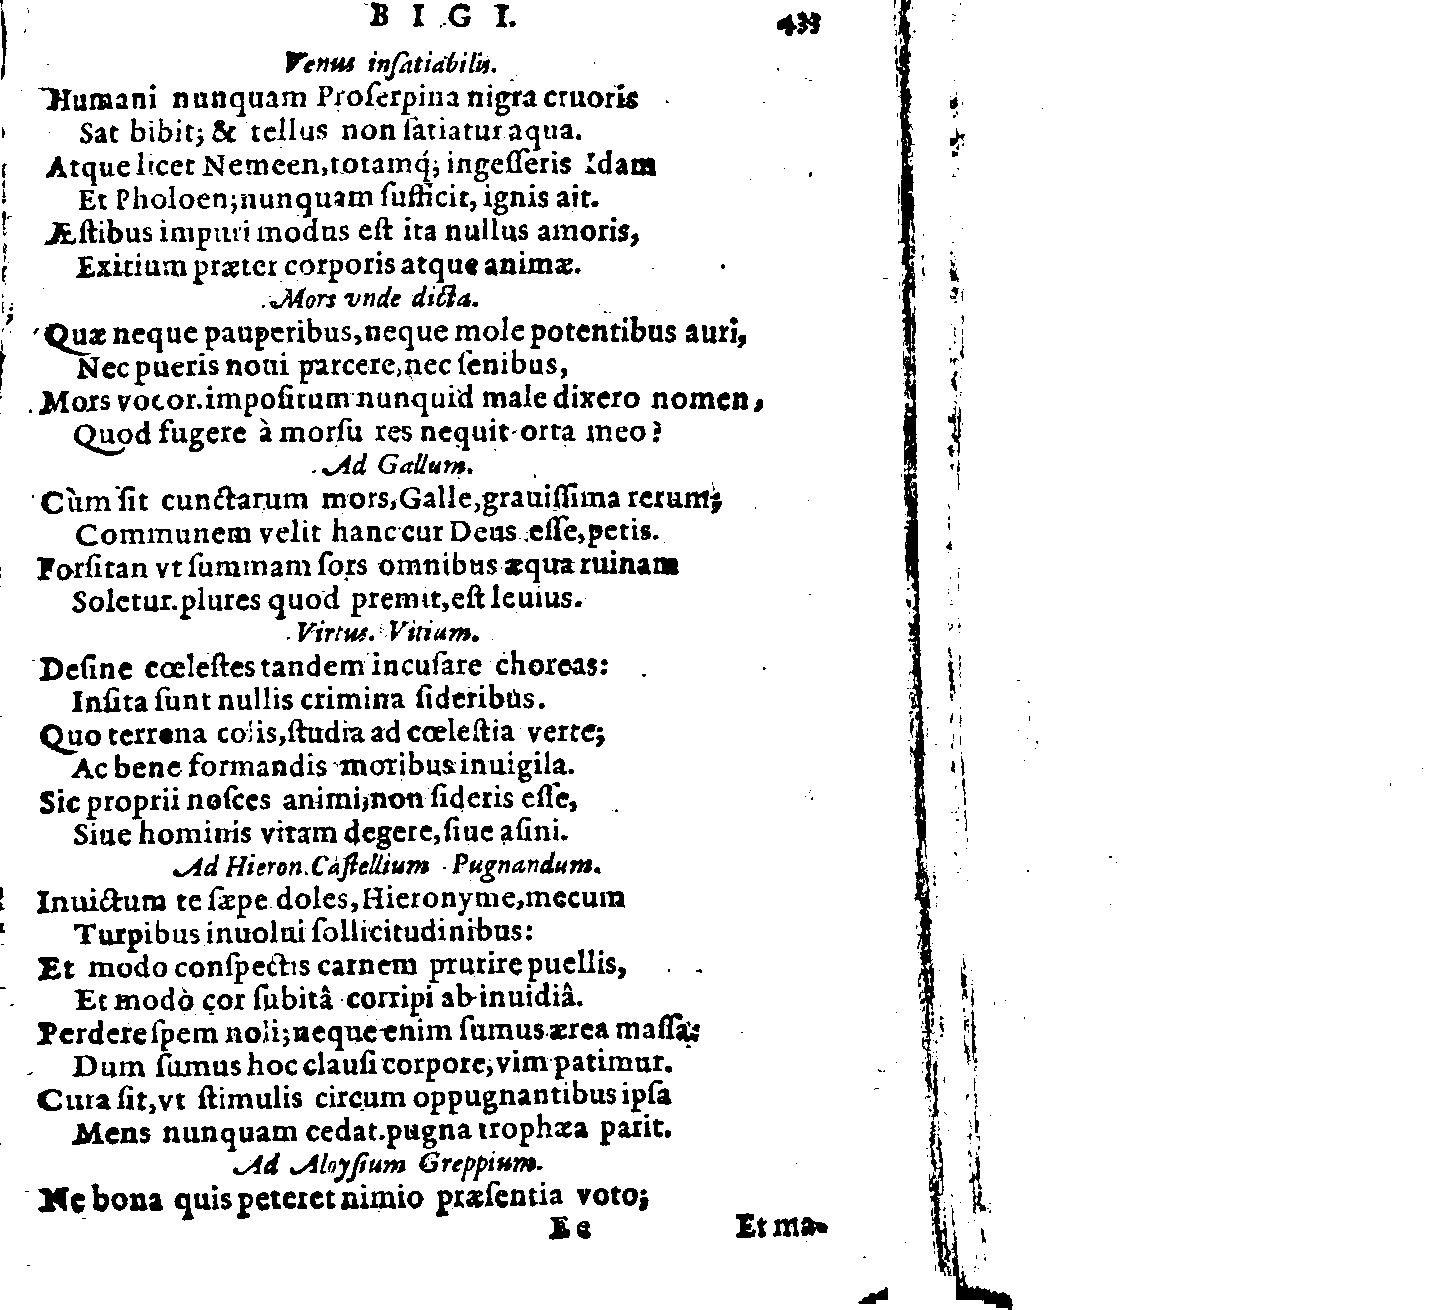 BIGI. 433
Venus inſatiabilis.
Humani nunquam Proſerpina nigra cruoris
Sat bibit; & tellus non ſatiatur aqua.
Atque licet Nemeen, totamq́; ingeſſeris Idam
Et Pholoen; nunquam ſufficit, ignis ait.
Æſtibus impuri modus eſt ita nullus amoris,
Exitium præter corporis atque animæ.
Mors vnde dicta.
Quæ neque pauperibus, neque mole potentibus auri,
Nec pueris noui parcere, nec ſenibus,
Mors vocor. impoſitum nunquid male dixero nomen,
Quod fugere à morſu res nequit orta meo?
Ad Gallum.
Cùm ſit cunctarum mors, Galle, grauiſſima rerum;
Communem velit hanc cur Deus eſſe, petis.
Forſitan vt ſummam ſors omnibus æqua ruinam
Soletur. plures quod premit, eſt leuius.
Virtus. Vitium.
Deſine cœleſtes tandem incuſare choreas:
Inſita ſunt nullis crimina ſideribus.
Quo terrena colis, ſtudia ad cœleſtia verte;
Ac bene formandis moribus inuigila.
Sic proprii noſces animi, non ſideris eſſe,
Siue hominis vitam degere, ſiue aſini.
Ad Hieron. Caſtellium Pugnandum.
Inuictum te ſæpe doles, Hieronyme, mecum
Turpibus inuolui ſollicitudinibus:
Et modo conſpectis carnem prurire puellis,
Et modò cor ſubitâ corripi ab inuidiâ.
Perdere ſpem noli; neque enim ſumus ærea maſſa:
Dum ſumus hoc clauſi corpore, vim patimur.
Cura ſit, vt ſtimulis circum oppugnantibus ipſa
Mens nunquam cedat. pugna trophæa parit.
Ad Aloyſium Greppium.
Ne bona quis peteret nimio præſentia voto;
Ee Et ma-